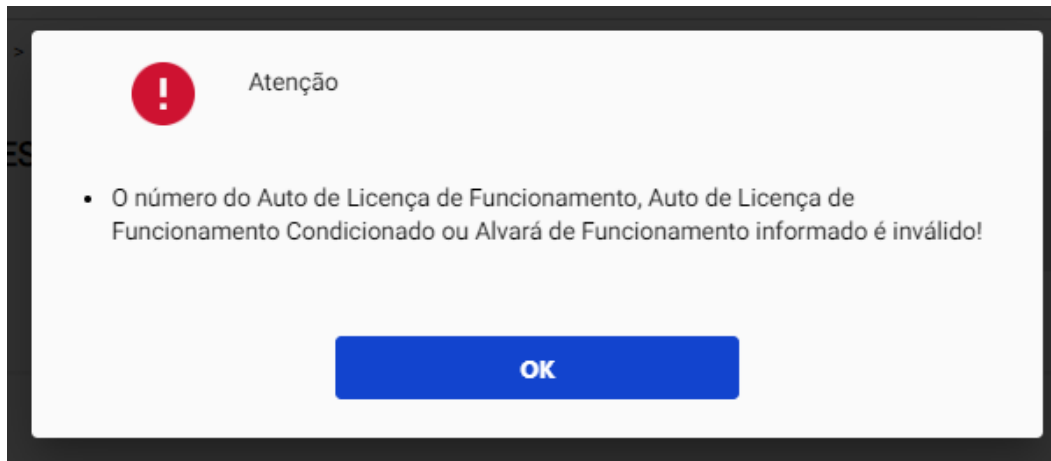 >
Atenção
ES
• O número do Auto de Licença de Funcionamento, Auto de Licença de
Funcionamento Condicionado ou Alvará de Funcionamento informado é inválido!
OK